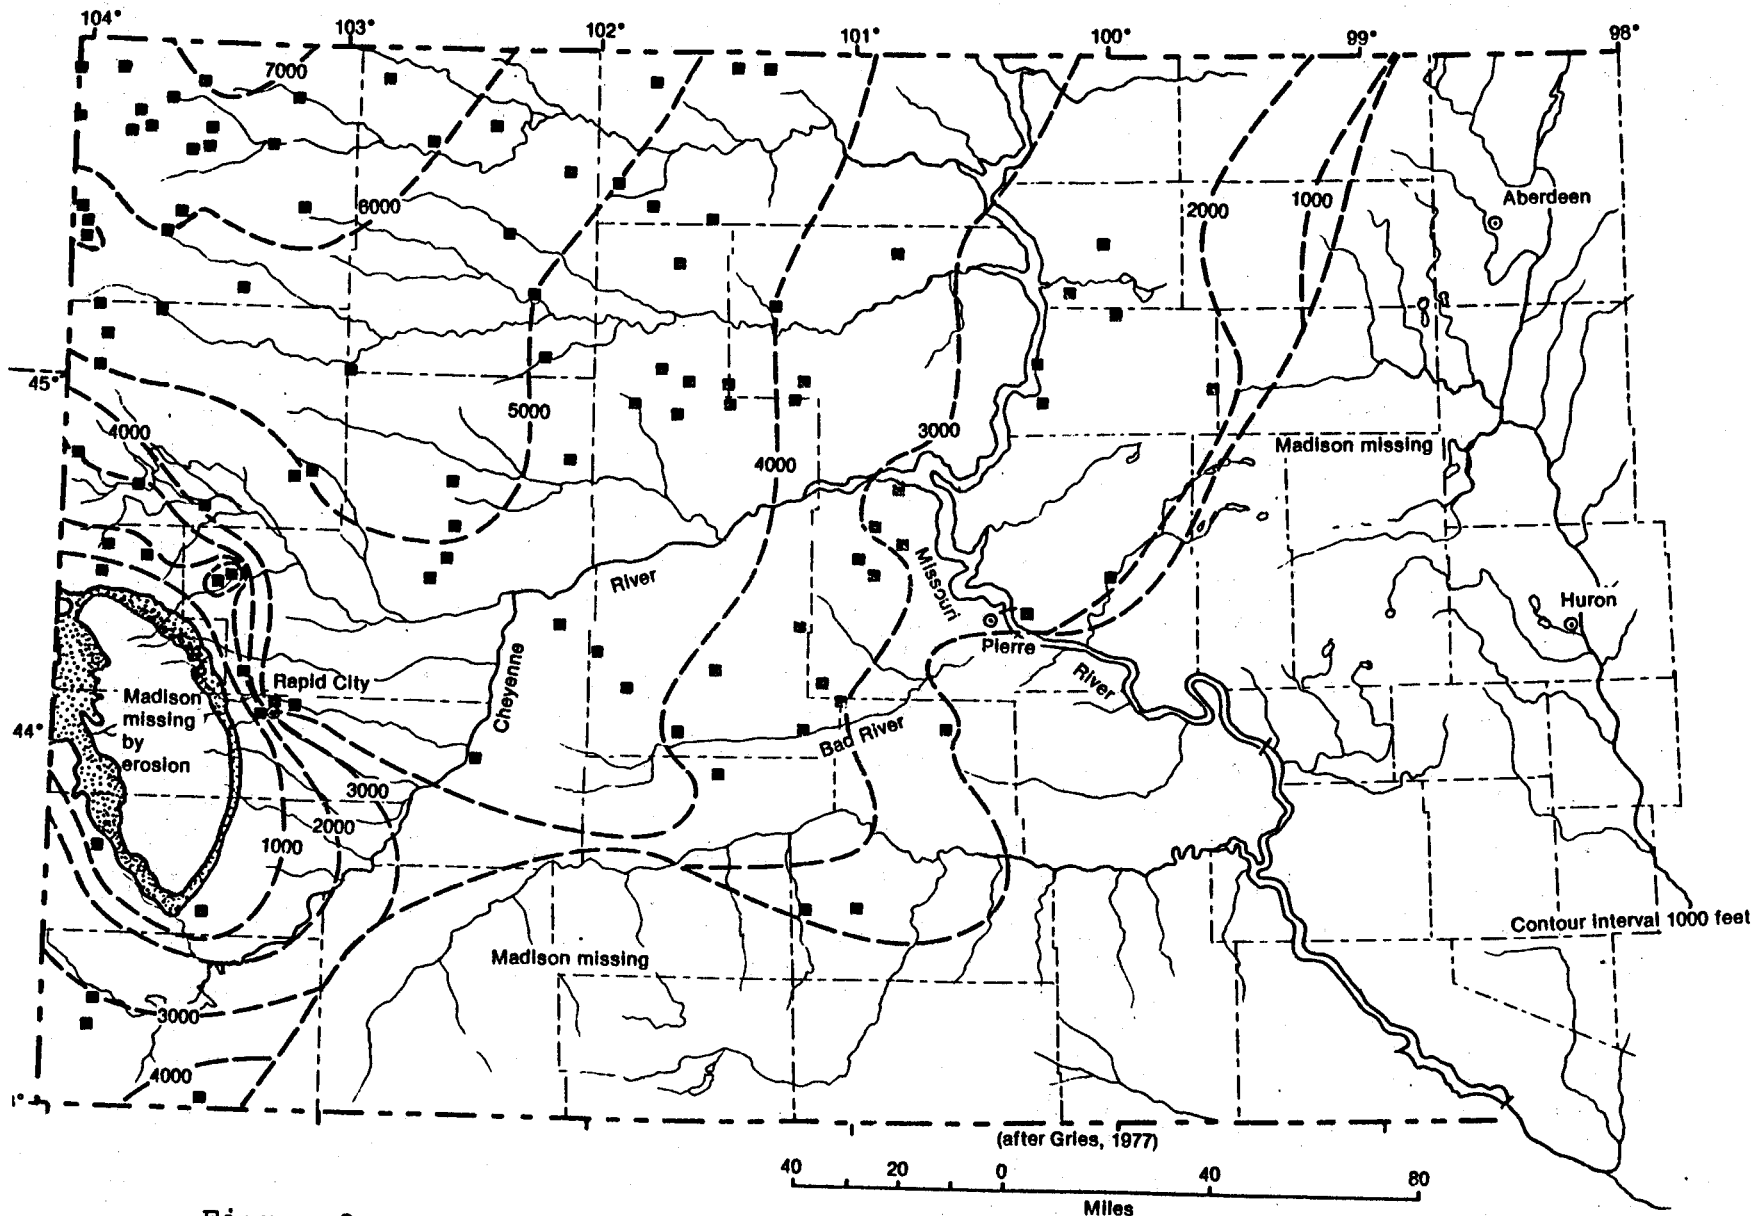 104°
103°
102°
101°
100°
99°
98°
7000
6000
2000
1000
Aberdeen
45°
5000
4000
3000
4000
Madison missing
River
Missouri
Huron
Pierre
River
Rapid City
Cheyenne
Madison
missing
by
erosion
44°
Bad River
3000
2000
1000
Contour interval 1000 feet
Madison missing
3000
4000
(after Gries, 1977)
40 20 0 40 80
Miles